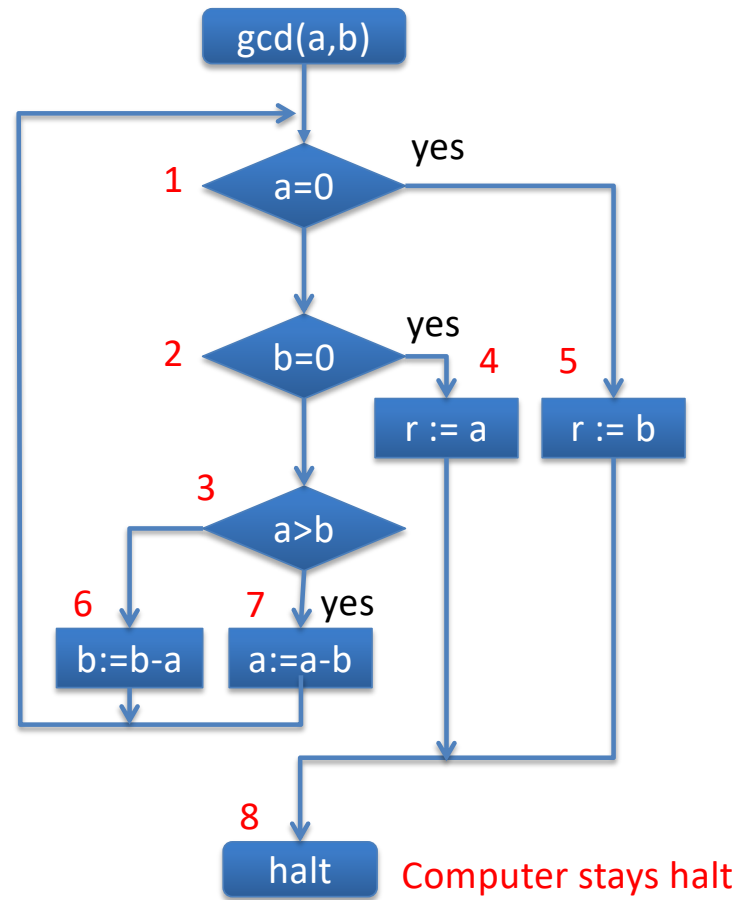 gcd(a,b)
yes
1
a=0
yes
2
b=0
4
5
r := a
r := b
3
a>b
6
7
yes
b:=b-a
a:=a-b
8
halt
Computer stays halt